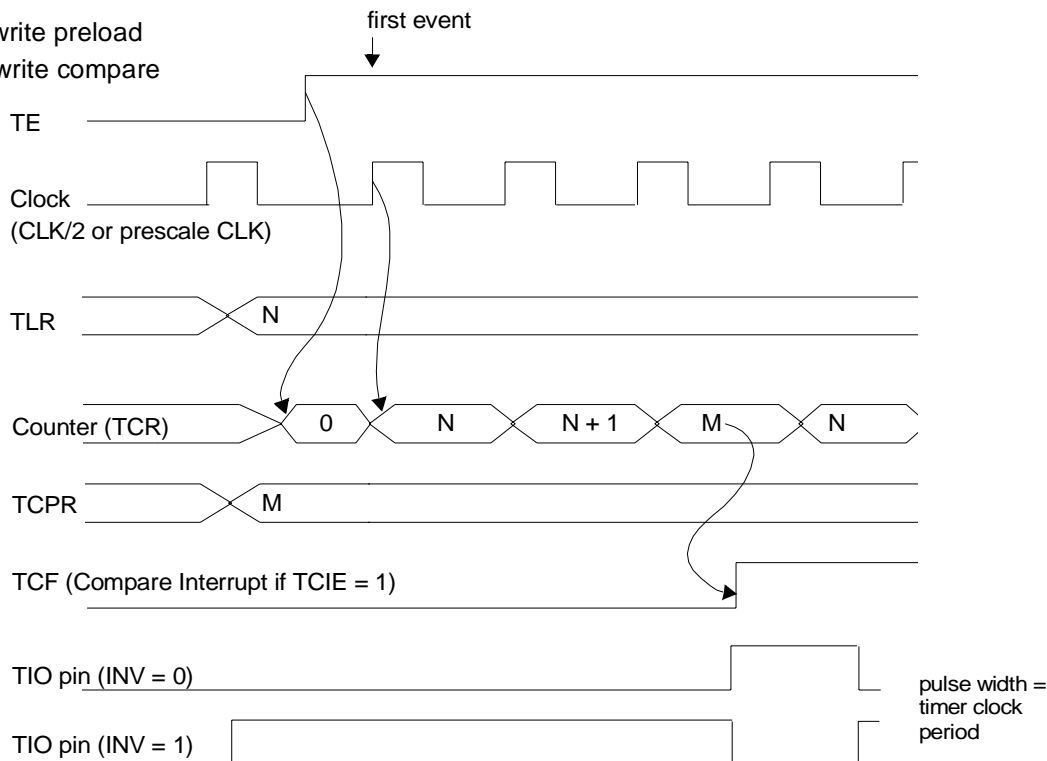 write preload
first event
write compare
TE
Clock
(CLK/2 or prescale CLK)
TLR
N
Counter (TCR)
0
N
N + 1
M
N
TCPR
M
TCF (Compare Interrupt if TCIE = 1)
TIO pin (INV = 0)
pulse width =
timer clock
period
TIO pin (INV = 1)